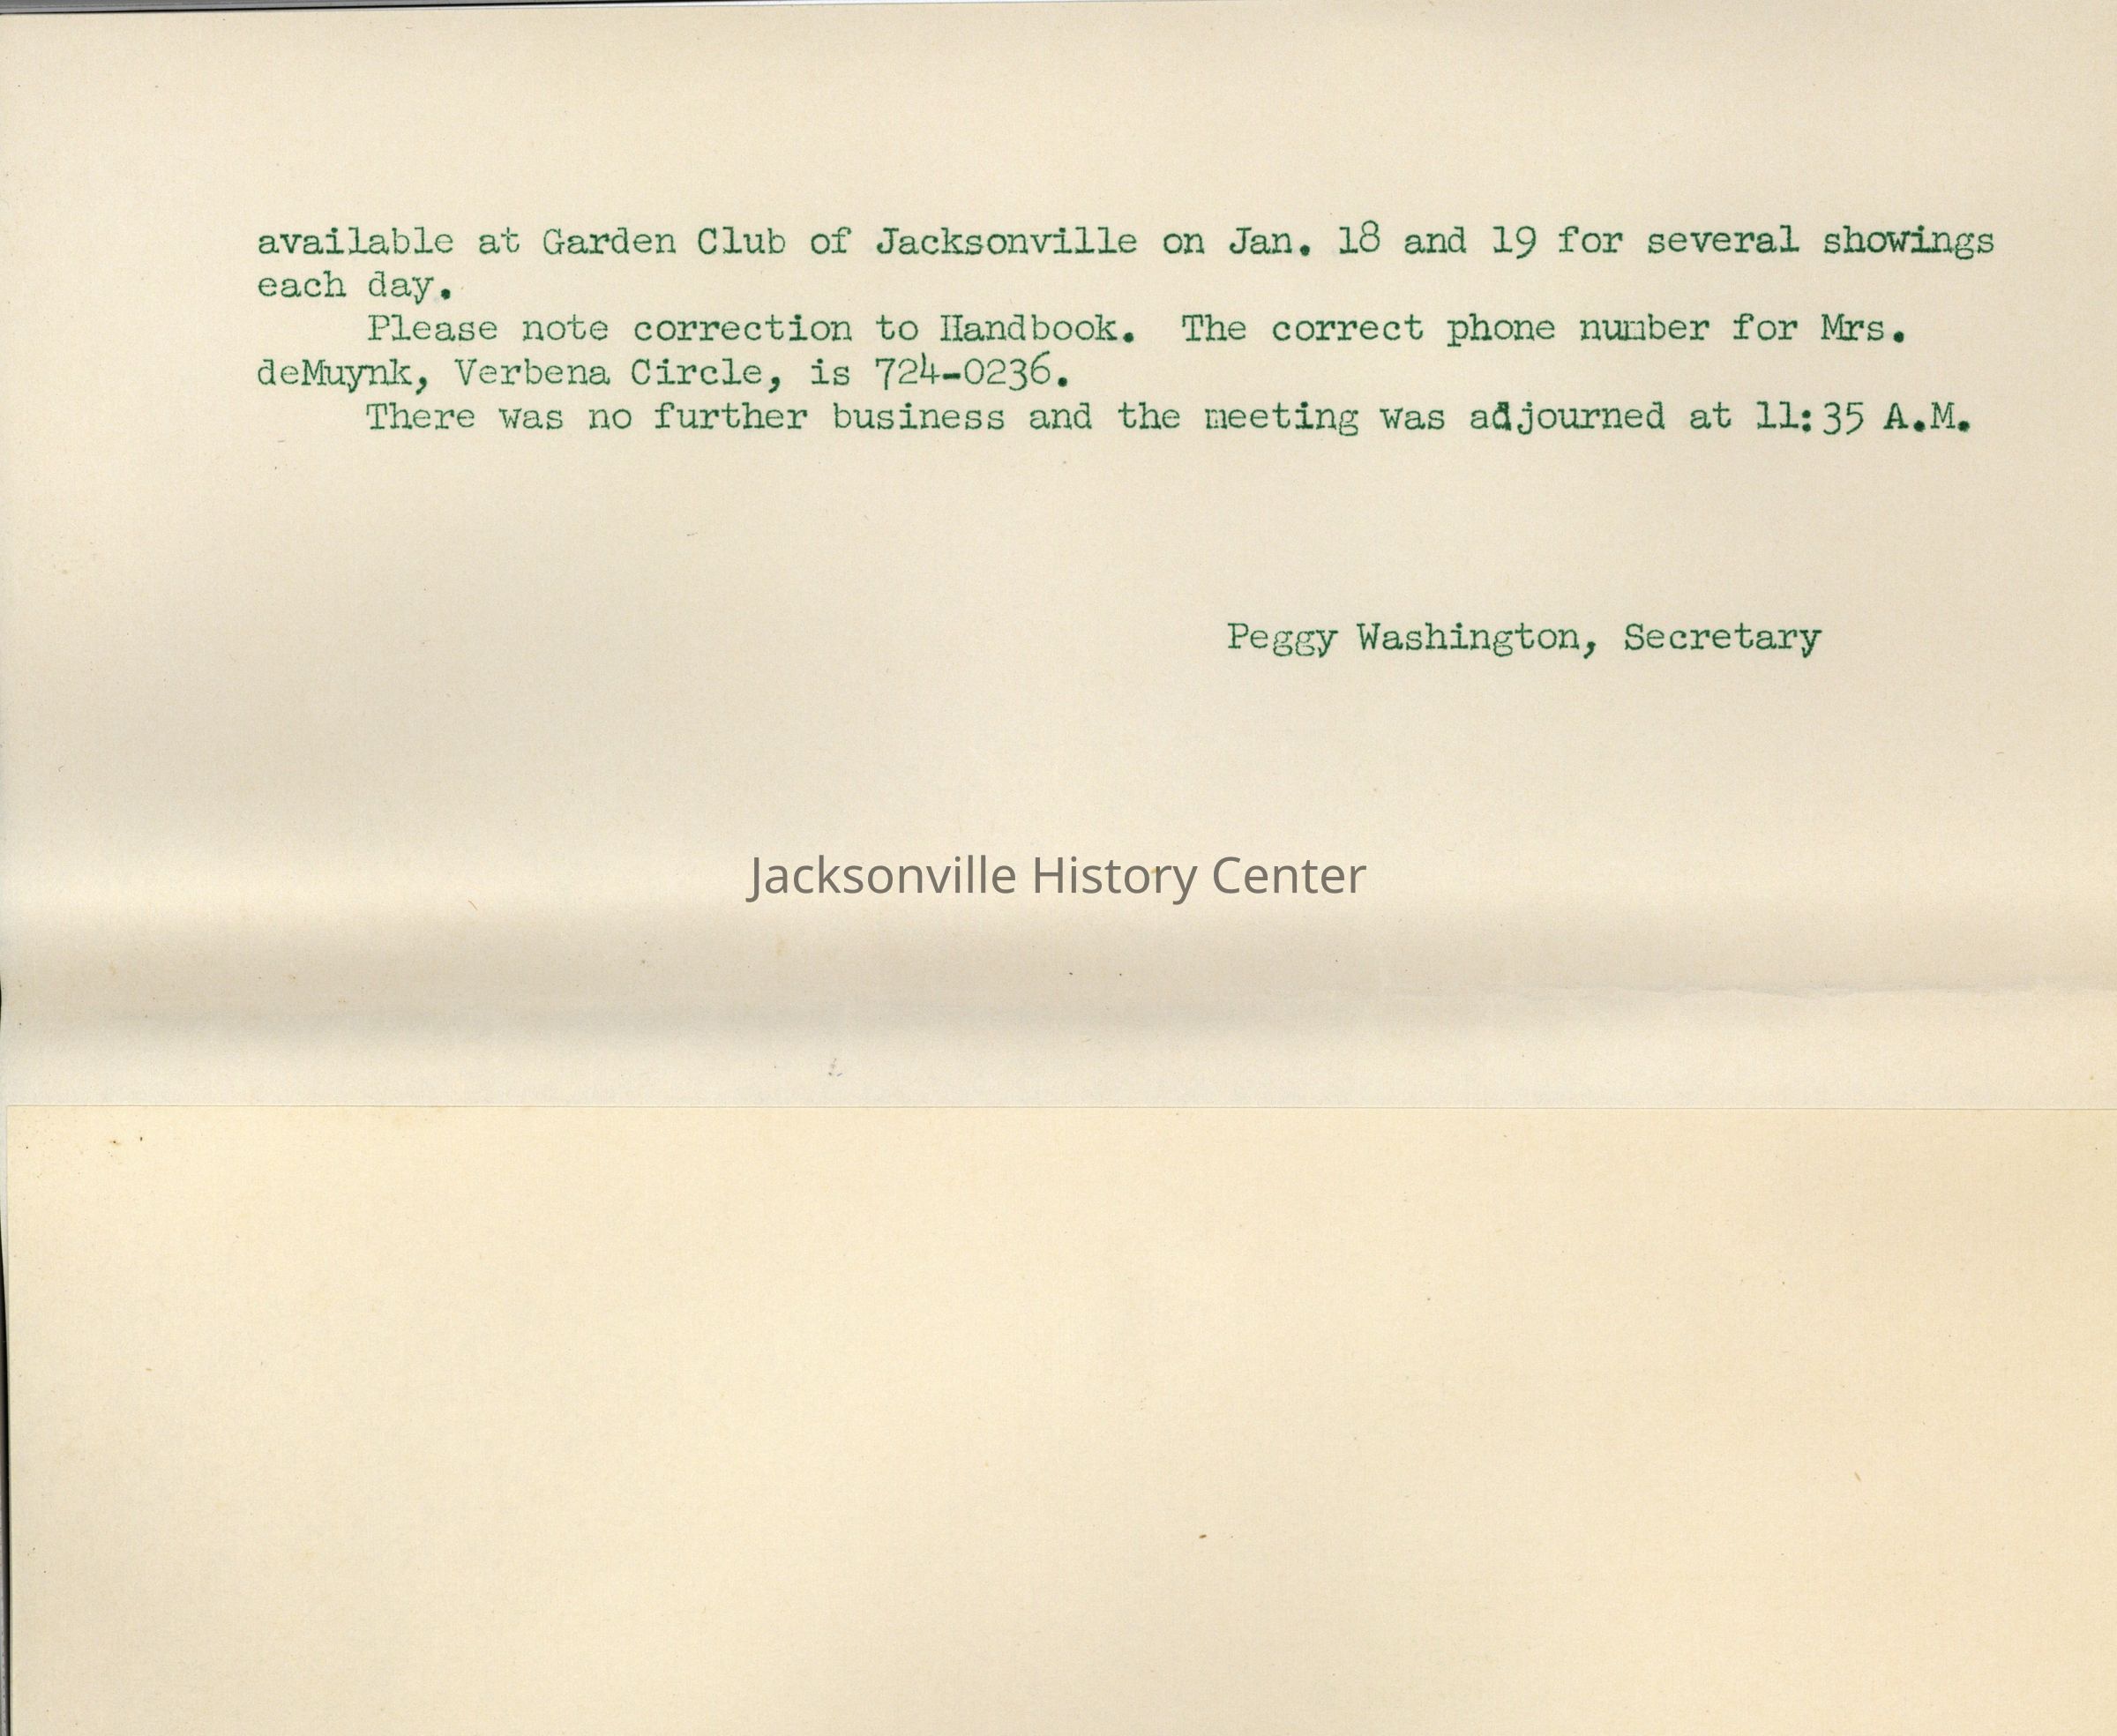 available at Garden Club of Jacksonville on Jan. 18 and 19 for several showings
each day.
Please note correction to Handbook. The correct phone number for Mrs.
deMuynk, Verbena Circle, is 724-0236.
There was no further business and the meeting was adjourned at 11:35 A.M.
Peggy Washington, Secretary
Jacksonville History Center